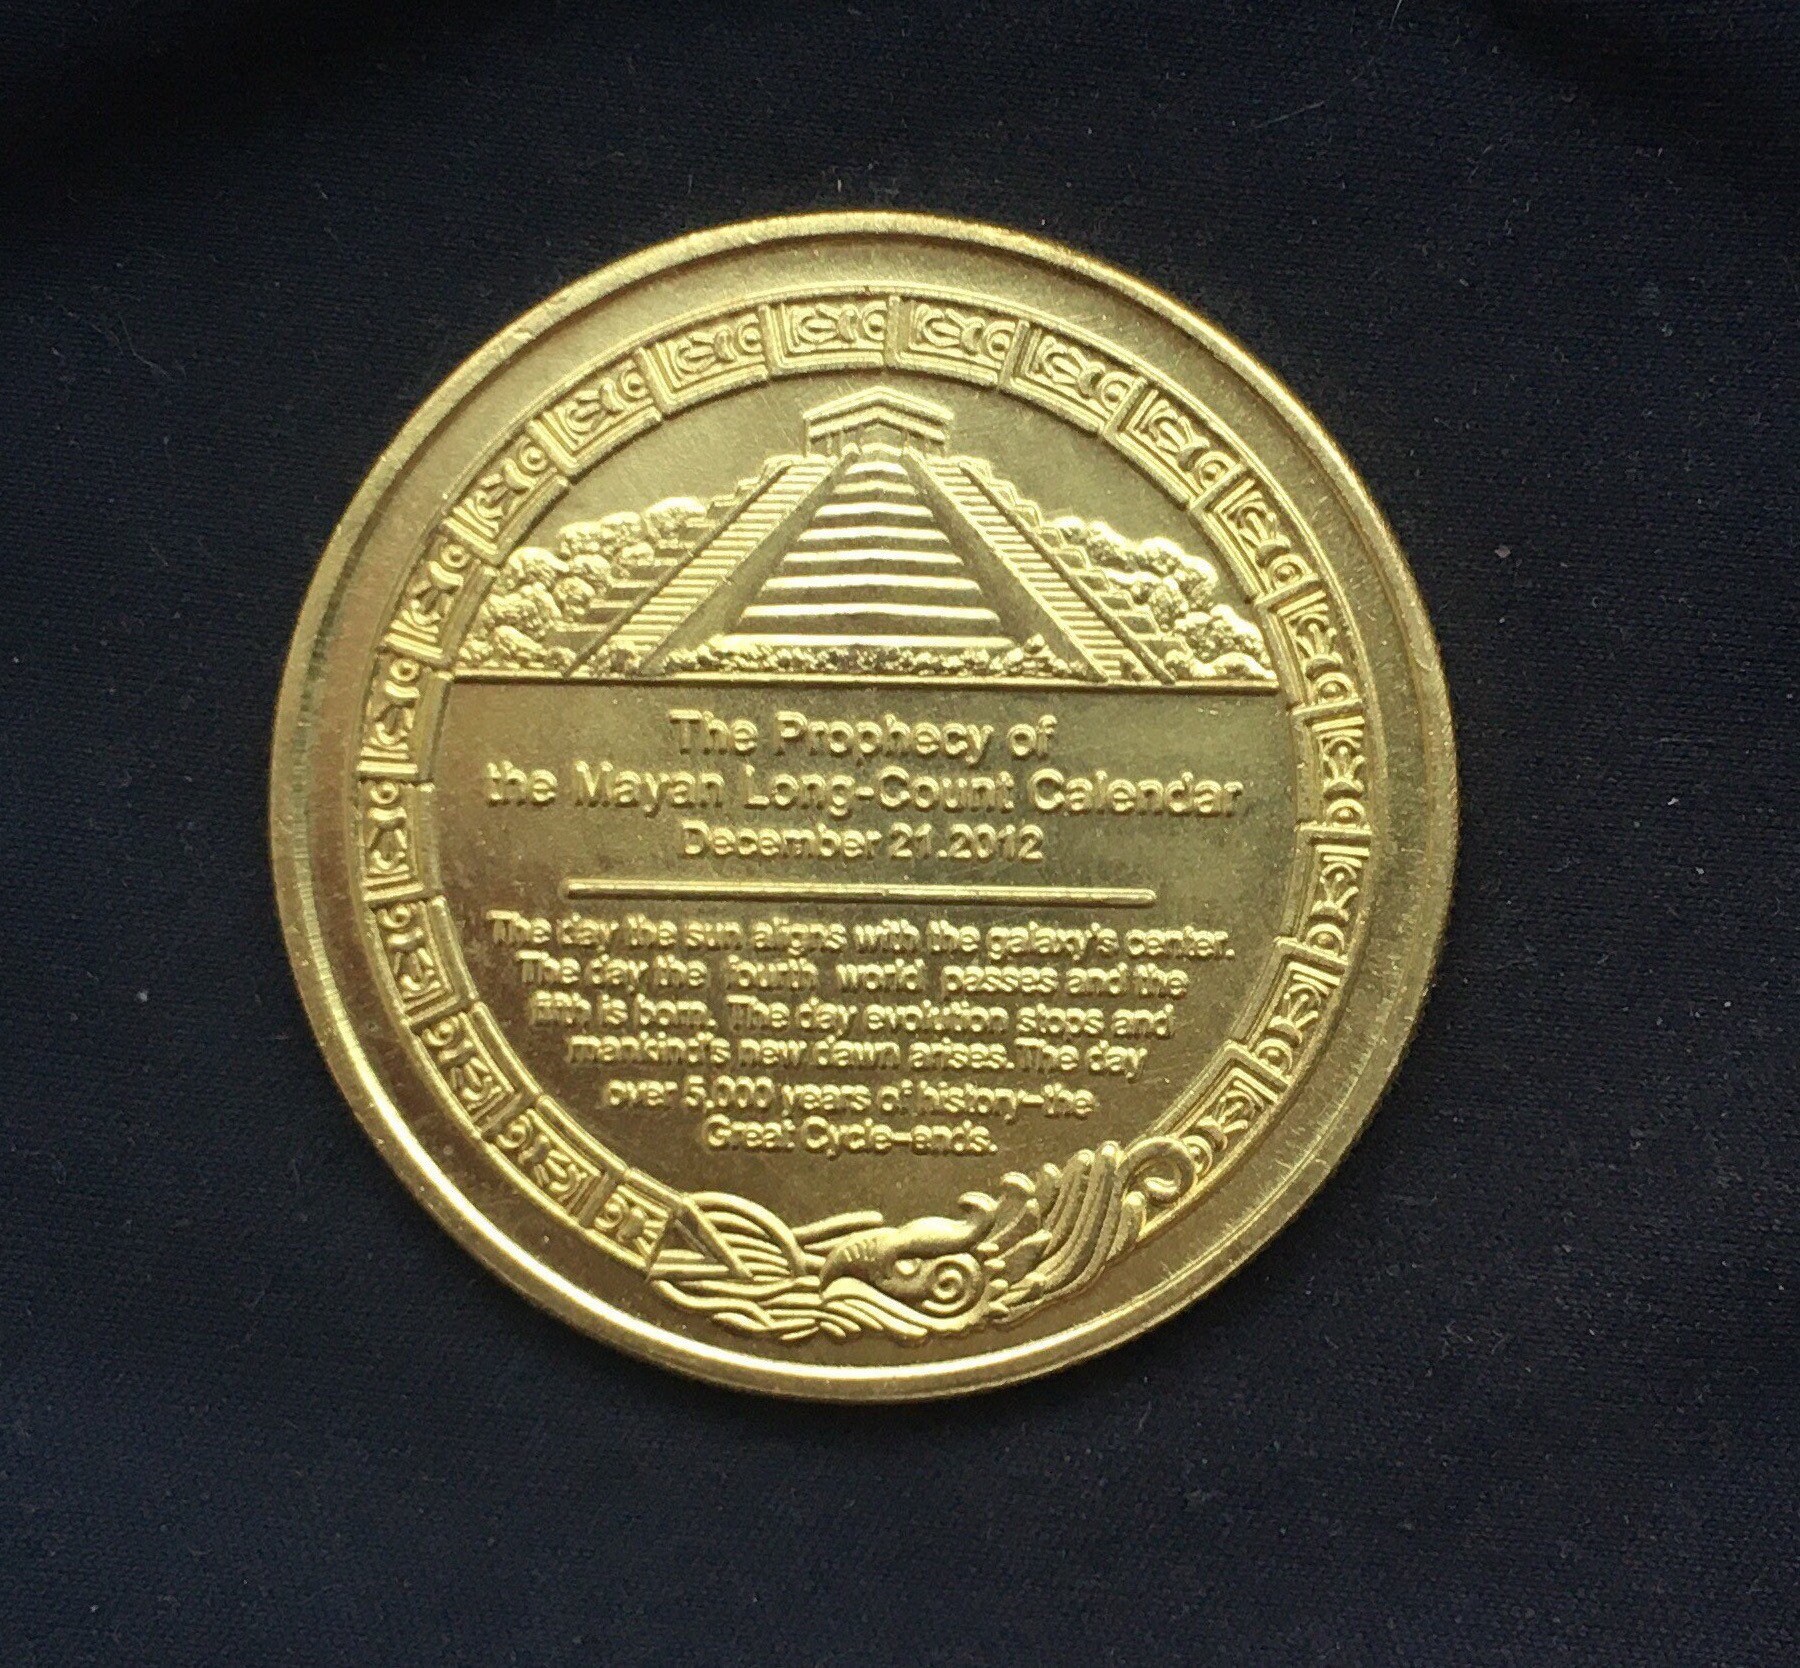 The Prophecy of
the Mayan Long-Count Calendar
December 21.2012
The day the sun aligns with the galaxy's center.
The day the fourth world passes and the
fifth is born. The day evolution stops and
mankind's new dawn arises. The day
over 5,000 years of history-the
Great Cycle-ends.